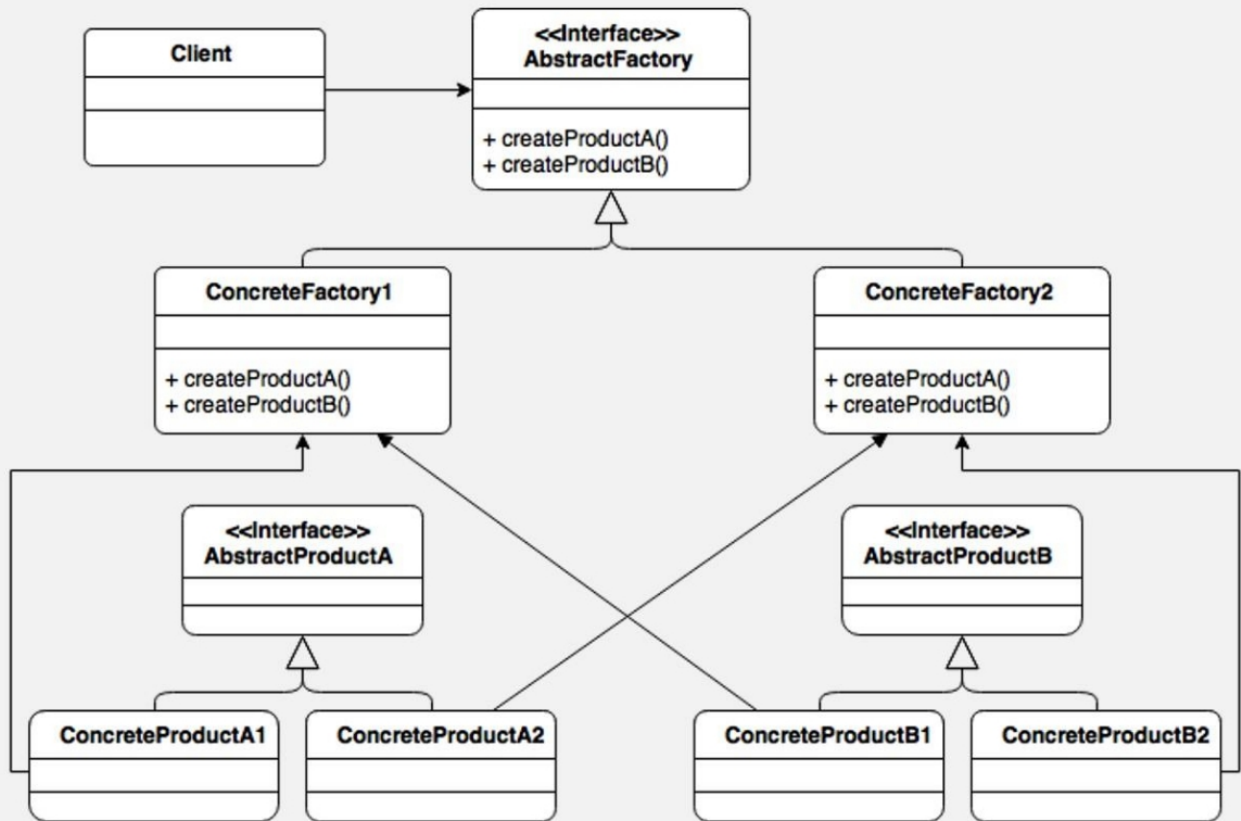 Client
<<Interface>>
AbstractFactory
+ createProductA()
+ createProductB()
ConcreteFactory1
+ createProductA()
+ createProductB()
ConcreteFactory2
+ createProductA()
+ createProductB()
<<Interface>>
AbstractProductA
<<Interface>>
AbstractProductB
ConcreteProductA1
ConcreteProductA2
ConcreteProductB1
ConcreteProductB2